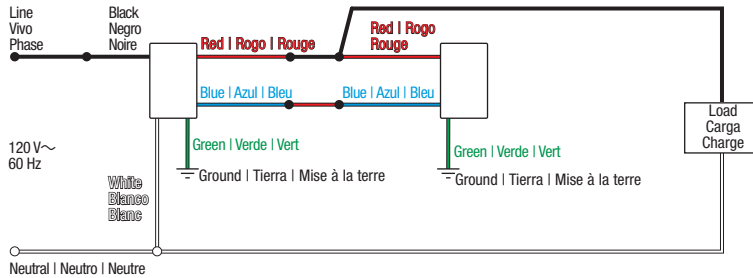 Line
Vivo
Phase
Black
Negro
Noire
Red | Rogo | Rouge
Red | Rogo
Rouge
Blue | Azul | Bleu
Blue | Azul | Bleu
Load
Carga
Charge
120 V~
60 Hz
Green | Verde | Vert
Green | Verde | Vert
Ground | Tierra | Mise à la terre
Ground | Tierra | Mise à la terre
White
Blanco
Blanc
Neutral | Neutro | Neutre